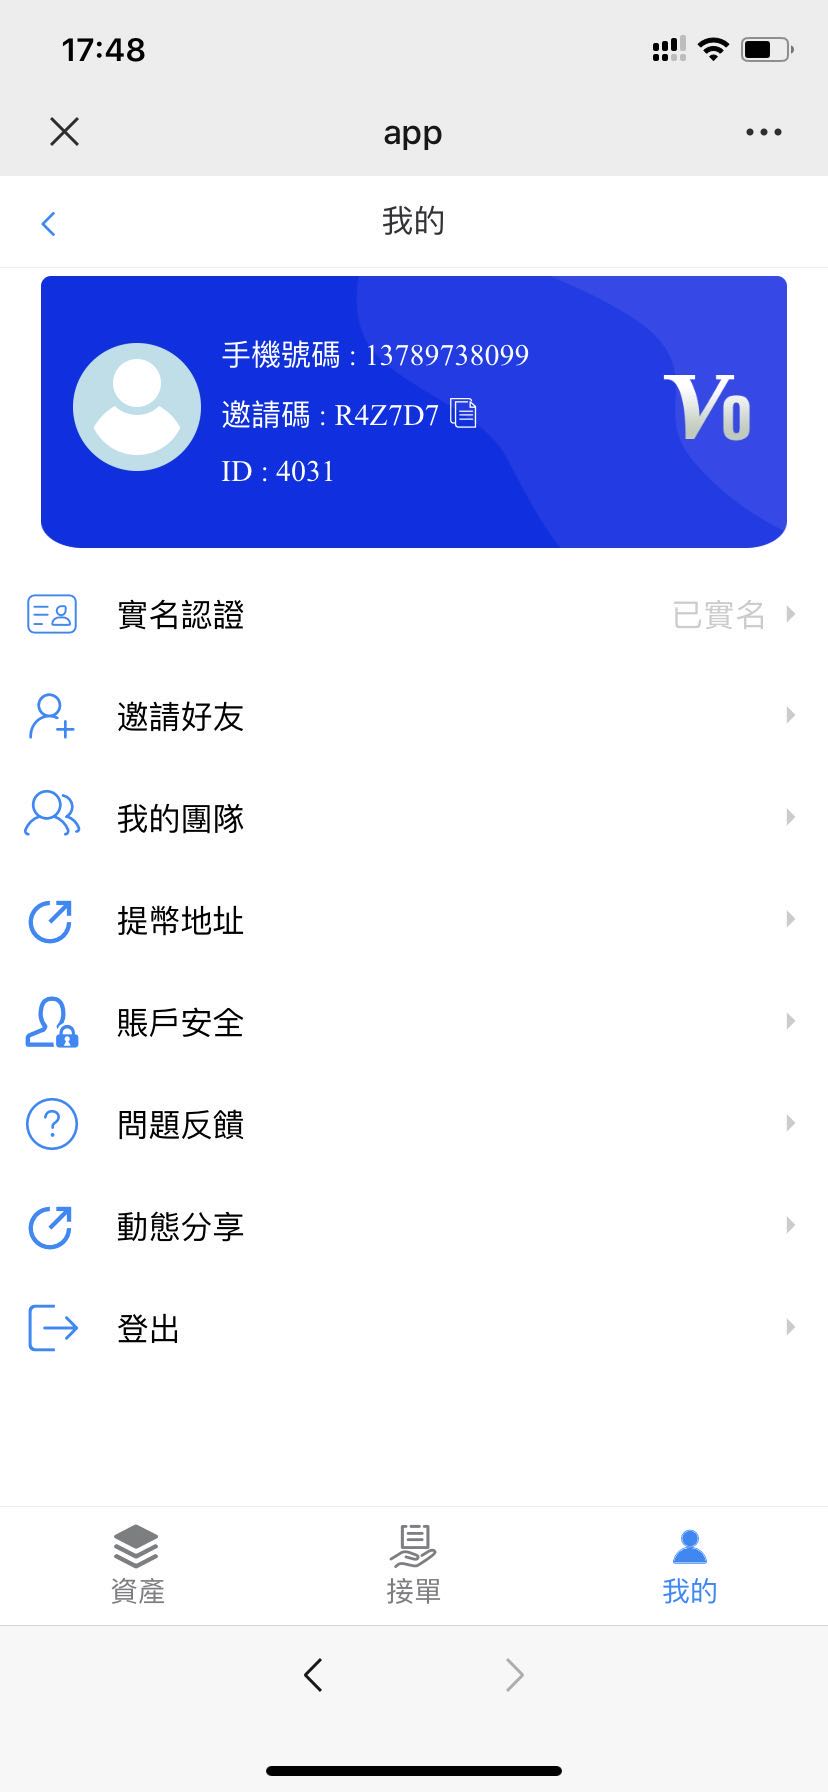 17:48
app
我的
手機號碼 : 13789738099
邀請碼 : R4Z7D7
ID : 4031
V0
實名認證
已實名
邀請好友
我的團隊
提幣地址
賬戶安全
問題反饋
動態分享
登出
資產
接單
我的